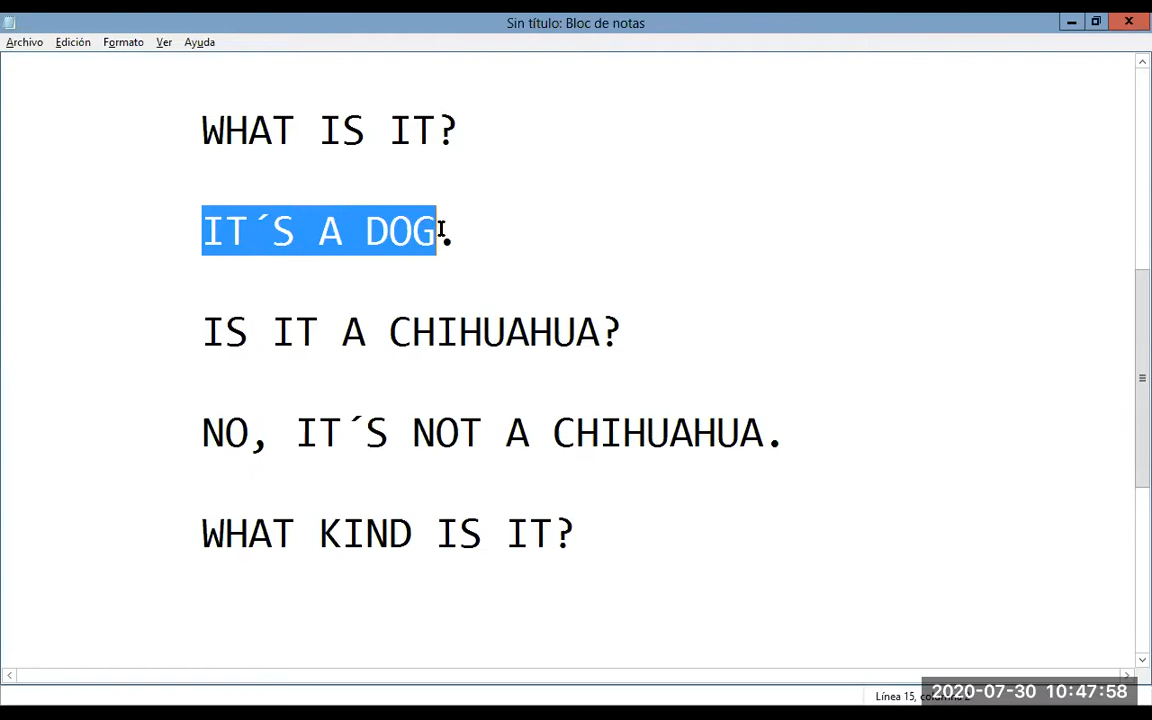 Sin título: Bloc de notas
Archivo Edición Formato Ver Ayuda
WHAT IS IT?
IT´S A DOG.
IS IT A CHIHUAHUA?
NO, IT´S NOT A CHIHUAHUA.
WHAT KIND IS IT?
Línea 15,
2020-07-30 10:47:58